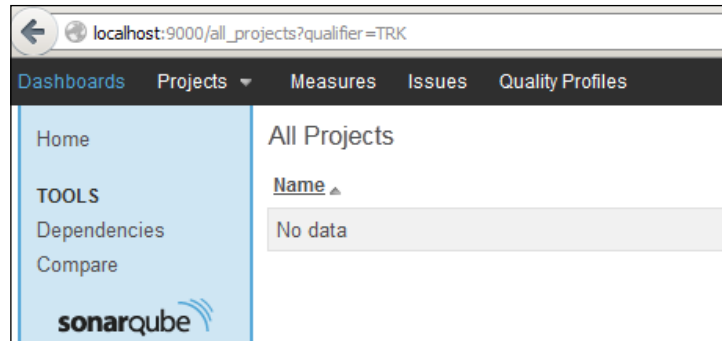 localhost:9000/all_projects?qualifier=TRK
Dashboards Projects Measures Issues Quality Profiles
Home
TOOLS
Dependencies
Compare
sonarqube
All Projects
Name
No data